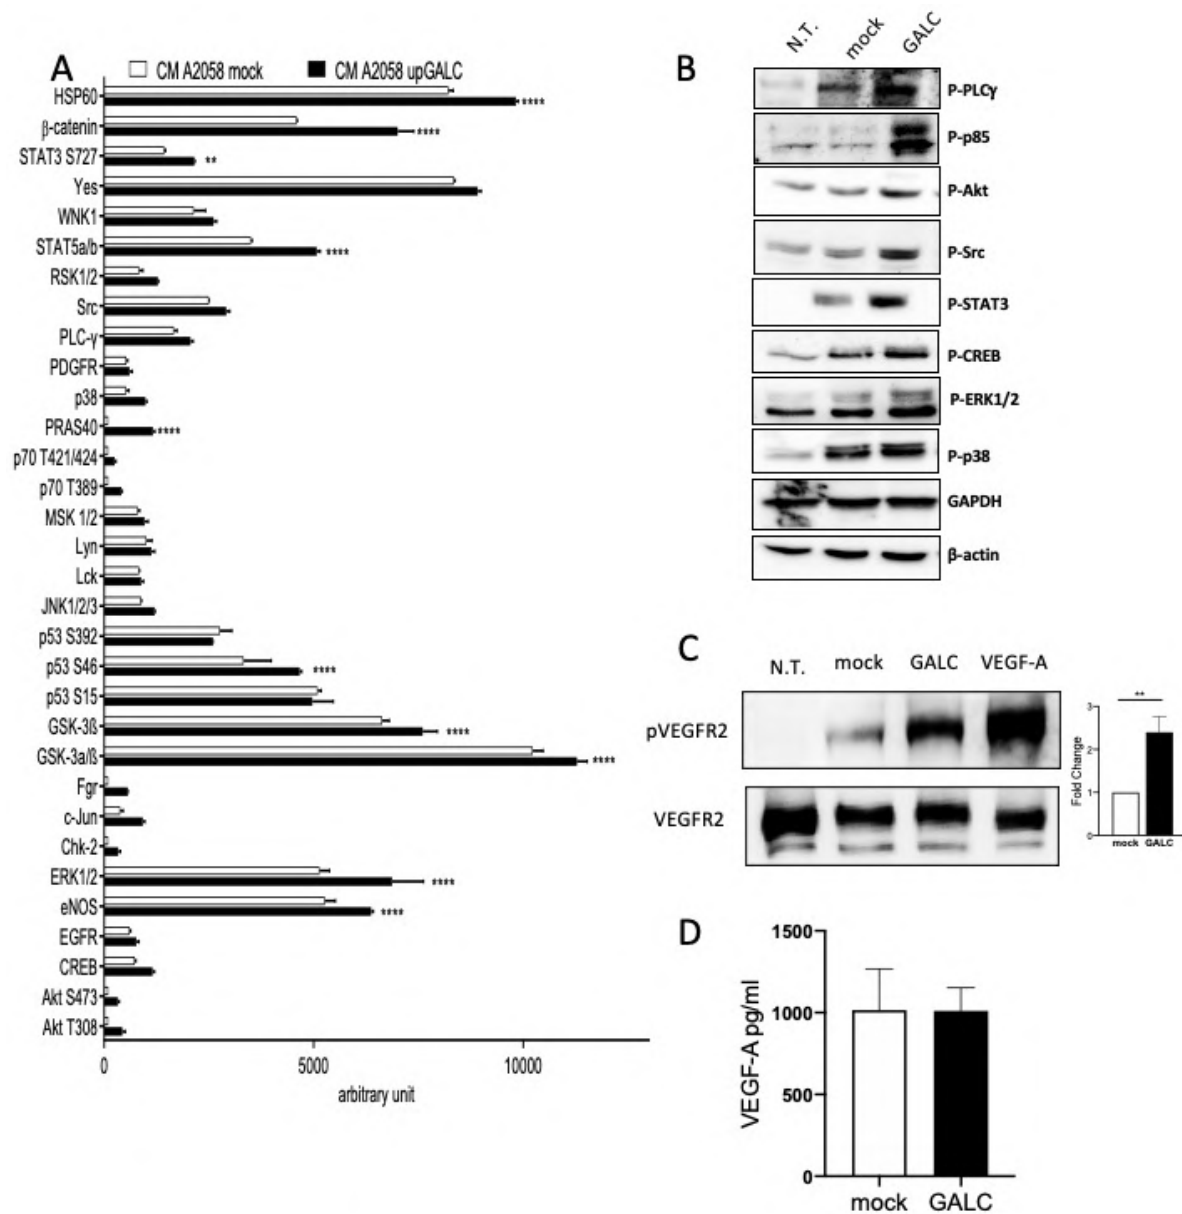 A
CM A2058 mock
CM A2058 upGALC
HSP60
****
β-catenin
****
STAT3 S727
**
Yes
WNK1
STAT5a/b
****
RSK1/2
Src
PLC-γ
PDGFR
p38
PRAS40
****
p70 T421/424
p70 T389
MSK 1/2
Lyn
Lck
JNK1/2/3
p53 S392
p53 S46
****
p53 S15
GSK-3ß
****
GSK-3a/ß
****
Fgr
c-Jun
Chk-2
ERK1/2
****
eNOS
****
EGFR
CREB
Akt S473
Akt T308
0
5000
10000
arbitrary unit
B
N.T.
mock
GALC
P-PLCγ
P-p85
P-Akt
P-Src
P-STAT3
P-CREB
P-ERK1/2
P-p38
GAPDH
β-actin
C
N.T.
mock
GALC
VEGF-A
pVEGFR2
VEGFR2
**
Fold Change
3
2
1
0
mock
GALC
D
VEGF-A pg/ml
1500
1000
500
0
mock
GALC